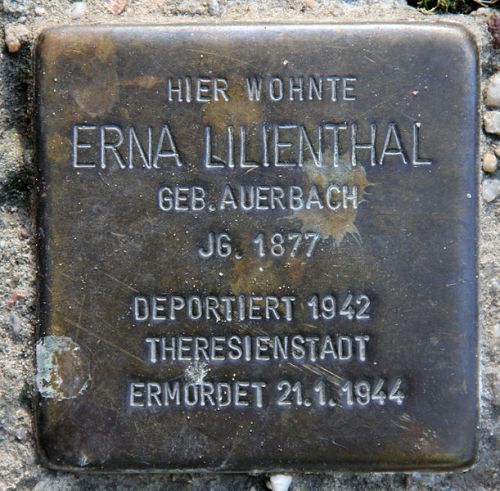 HIER WOHNTE
ERNA LILIENTHAL
GEB. AUERBACH
JG. 1877
DEPORTIERT 1942
THERESIENSTADT
ERMORDET 21.1.1944